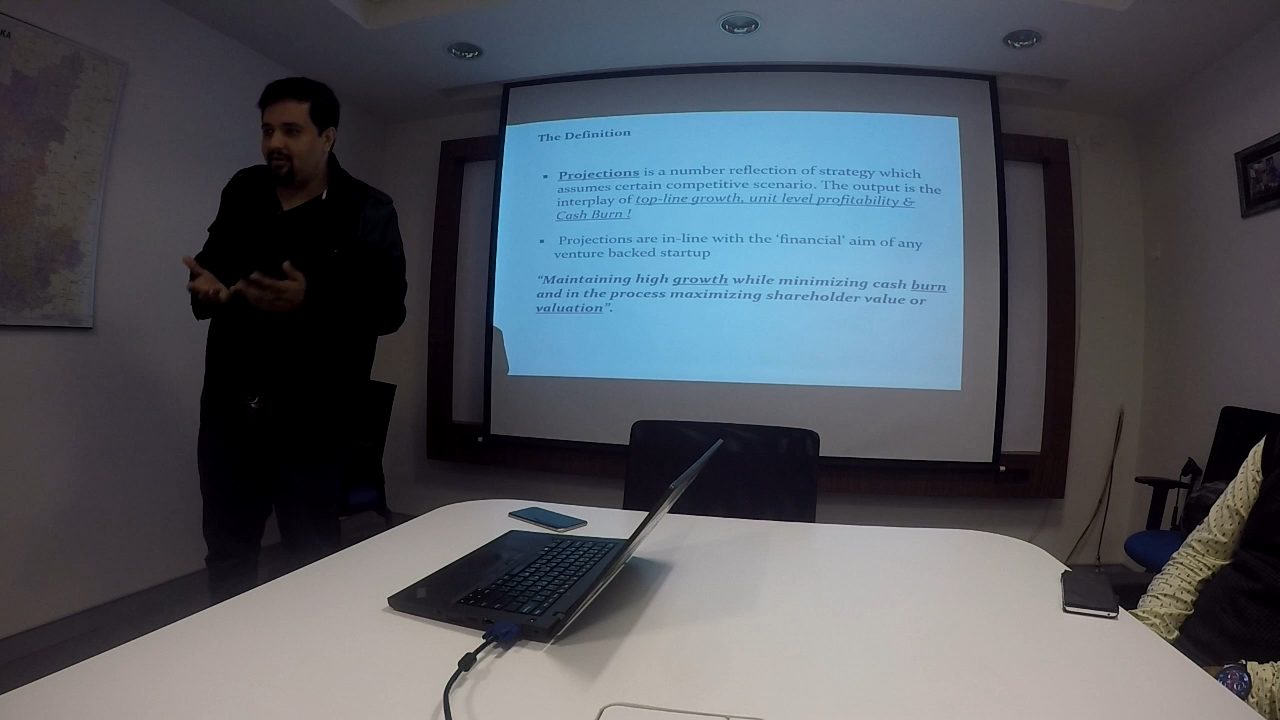 KA
The Definition
▪ Projections is a number reflection of strategy which
assumes certain competitive scenario. The output is the
interplay of top-line growth, unit level profitability &
Cash Burn !
▪ Projections are in-line with the ‘financial’ aim of any
venture backed startup
“Maintaining high growth while minimizing cash burn
and in the process maximizing shareholder value or
valuation”.